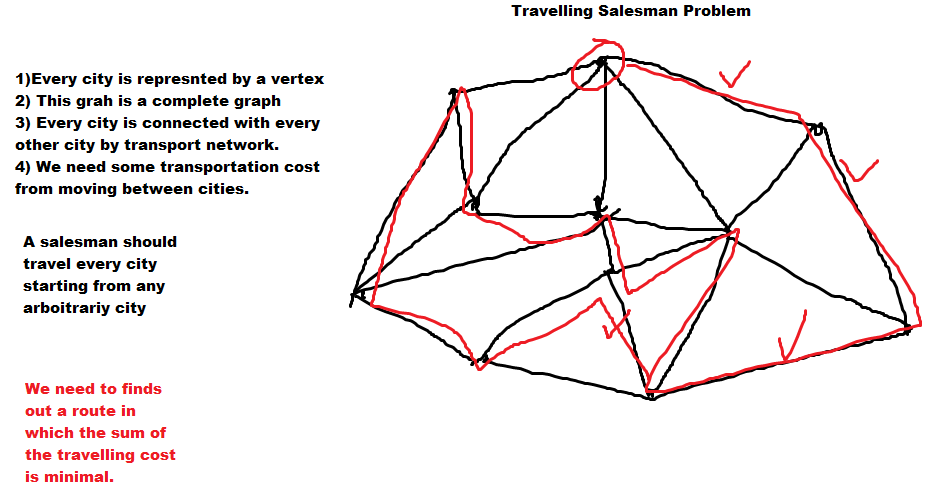 Travelling Salesman Problem
1)Every city is represnted by a vertex
2) This grah is a complete graph
3) Every city is connected with every
other city by transport network.
4) We need some transportation cost
from moving between cities.
A salesman should
travel every city
starting from any
arboitrariy city
We need to finds
out a route in
which the sum of
the travelling cost
is minimal.